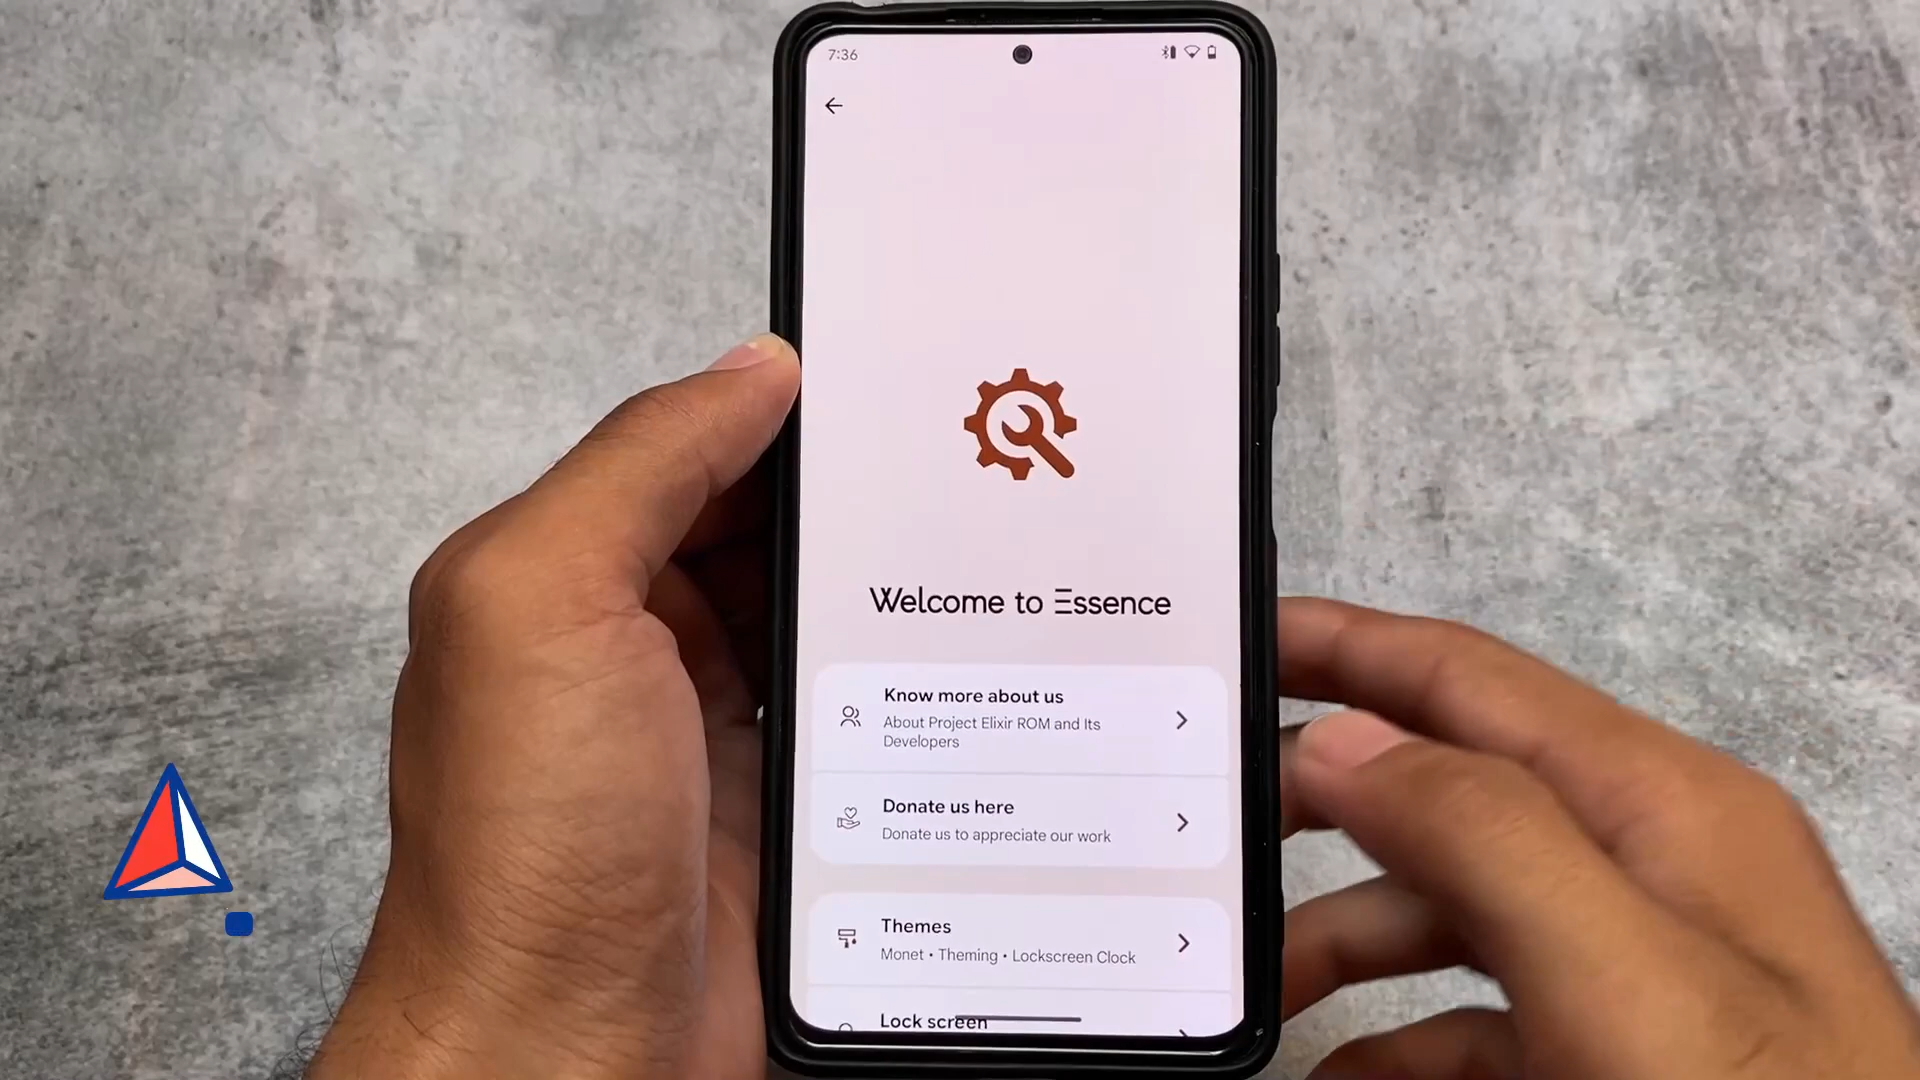 7:36
Welcome to Essence
Know more about us
About Project Elixir ROM and Its
Developers
Donate us here
Donate us to appreciate our work
Themes
Monet • Theming • Lockscreen Clock
Lock screen